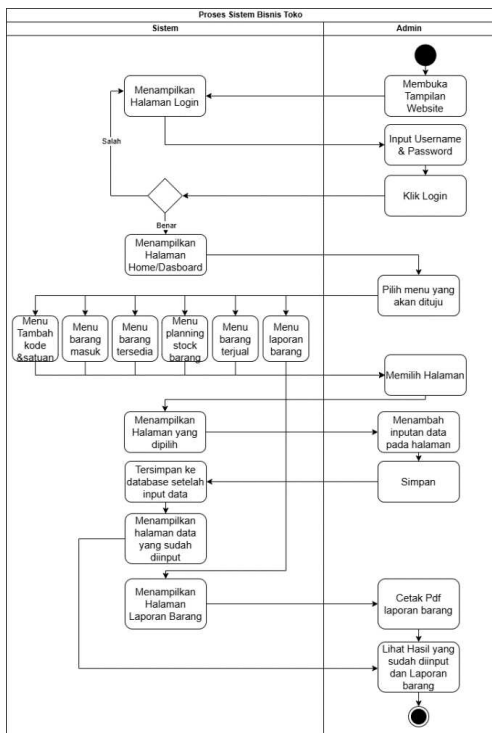 Proses Sistem Bisnis Toko
Sistem
Admin
Membuka
Tampilan
Website
Menampilkan
Halaman Login
Input Username
& Password
Salah
Klik Login
Benar
Menampilkan
Halaman
Home/Dasboard
Pilih menu yang
akan dituju
Menu
Tambah
kode
&satuan
Menu
barang
masuk
Menu
barang
tersedia
Menu
planning
stock
barang
Menu
barang
terjual
Menu
laporan
barang
Memilih Halaman
Menampilkan
Halaman yang
dipilih
Menambah
inputan data
pada halaman
Tersimpan ke
database setelah
input data
Simpan
Menampilkan
halaman data
yang sudah
diinput
Menampilkan
Halaman
Laporan Barang
Cetak Pdf
laporan barang
Lihat Hasil yang
sudah diinput
dan Laporan
barang